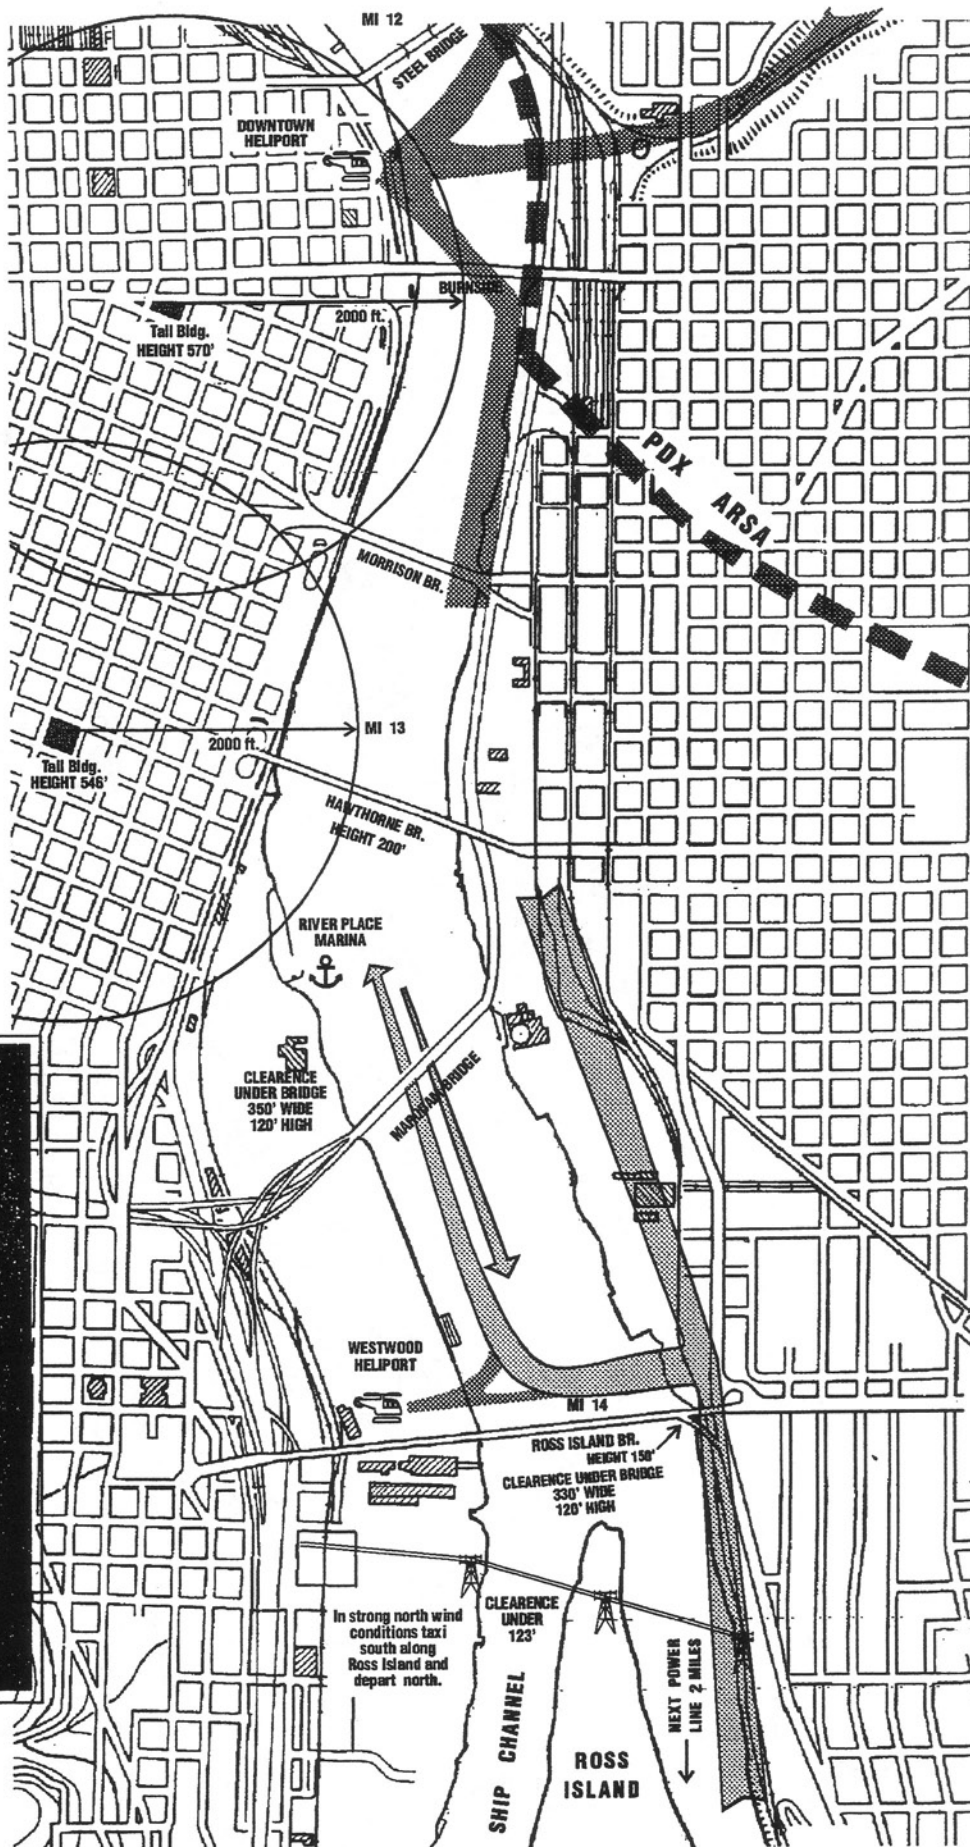 MI 12
STEEL BRIDGE
DOWNTOWN
HELIPORT
BURNSIDE
2000 ft.
Tall Bldg.
HEIGHT 570'
PDX ARSA
MORRISON BR.
MI 13
2000 ft.
Tall Bldg.
HEIGHT 546'
HAWTHORNE BR.
HEIGHT 200'
RIVER PLACE
MARINA
CLEARENCE
UNDER BRIDGE
350' WIDE
120' HIGH
BRIDGE
WESTWOOD
HELIPORT
MI 14
ROSS ISLAND BR.
HEIGHT 150'
CLEARENCE UNDER BRIDGE
330' WIDE
120' HIGH
In strong north wind
conditions taxi
south along
Ross Island and
depart north.
CLEARENCE
UNDER
123'
SHIP CHANNEL
ROSS
ISLAND
NEXT POWER
LINE 2 MILES